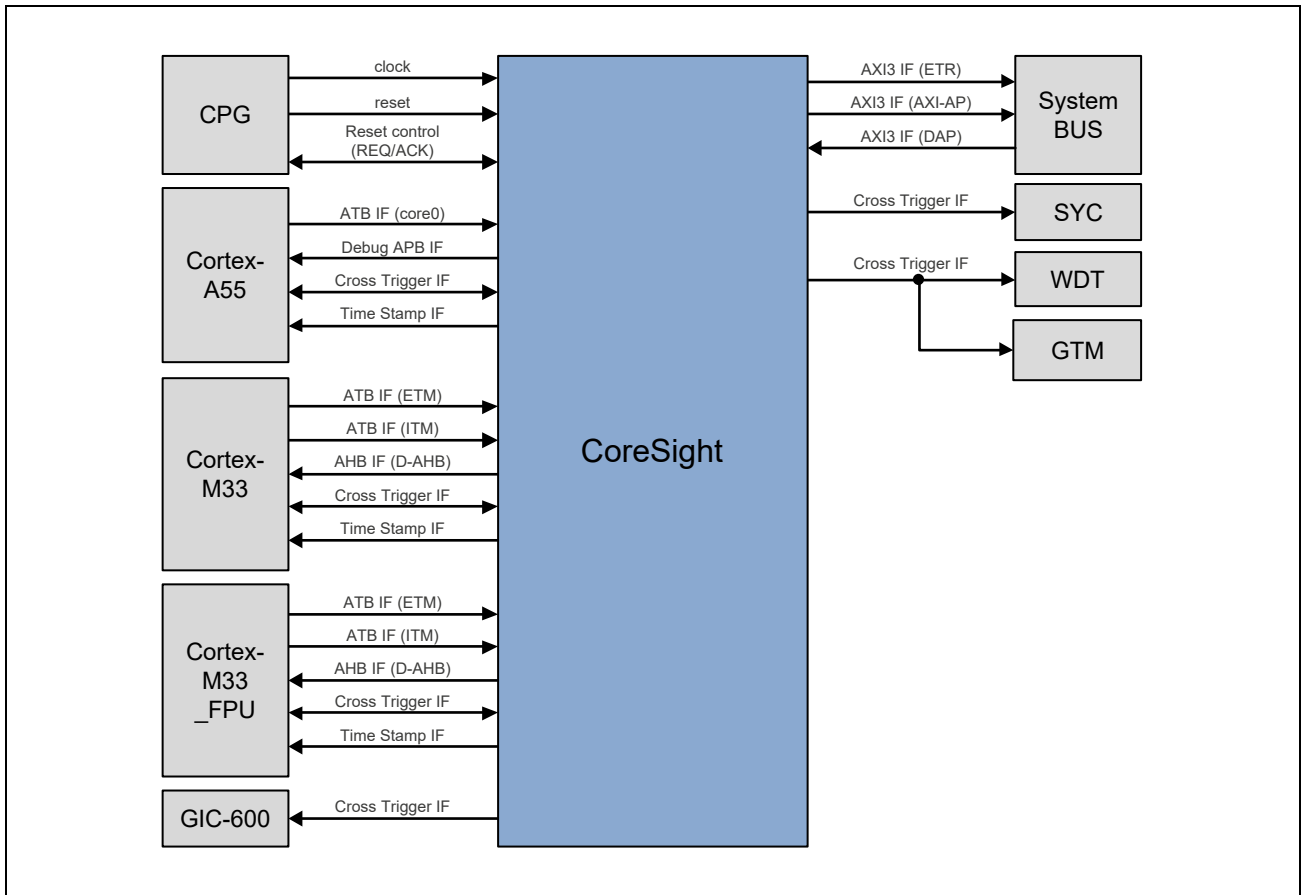 CPG
clock
reset
Reset control
(REQ/ACK)
Cortex-
A55
ATB IF (core0)
Debug APB IF
Cross Trigger IF
Time Stamp IF
Cortex-
M33
ATB IF (ETM)
ATB IF (ITM)
AHB IF (D-AHB)
Cross Trigger IF
Time Stamp IF
Cortex-
M33
_FPU
ATB IF (ETM)
ATB IF (ITM)
AHB IF (D-AHB)
Cross Trigger IF
Time Stamp IF
GIC-600
Cross Trigger IF
CoreSight
AXI3 IF (ETR)
AXI3 IF (AXI-AP)
AXI3 IF (DAP)
System
BUS
Cross Trigger IF
SYC
Cross Trigger IF
WDT
GTM